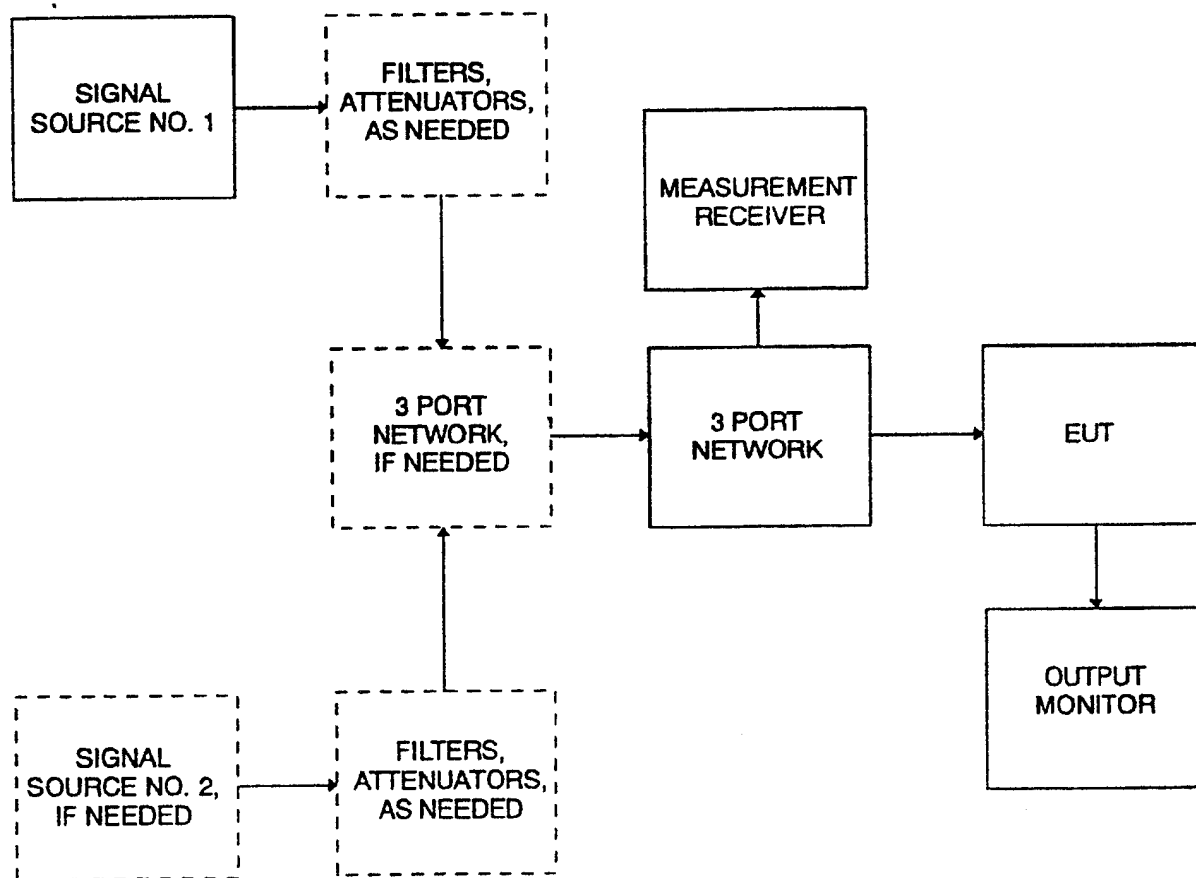 SIGNAL
SOURCE NO. 1
FILTERS,
ATTENUATORS,
AS NEEDED
MEASUREMENT
RECEIVER
3 PORT
NETWORK,
IF NEEDED
3 PORT
NETWORK
EUT
OUTPUT
MONITOR
SIGNAL
SOURCE NO. 2,
IF NEEDED
FILTERS,
ATTENUATORS,
AS NEEDED